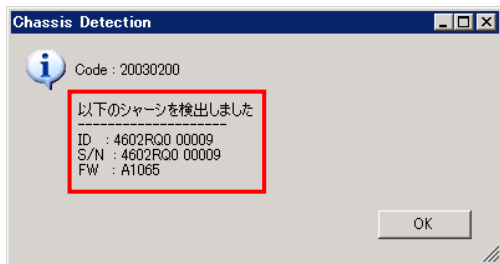 Chassis Detection
Code : 20030200
以下のシャーシを検出しました
--------------------
ID : 4602RQ0 00009
S/N : 4602RQ0 00009
FW : A1065
OK